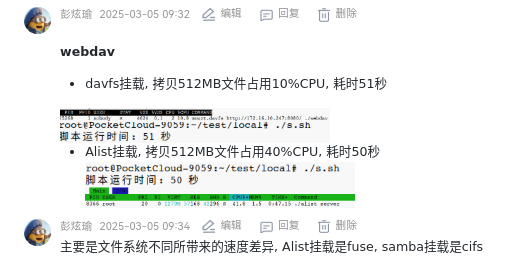 彭炫瑜 2025-03-05 09:32 编辑 回复 删除
webdav
davfs挂载, 拷贝512MB文件占用10%CPU, 耗时51秒
root@PocketCloud-9059:~/test/local# ./s.sh
脚本运行时间：51 秒
Alist挂载, 拷贝512MB文件占用40%CPU, 耗时50秒
root@PocketCloud-9059:~/test/local# ./s.sh
脚本运行时间：50 秒
彭炫瑜 2025-03-05 09:34 编辑 回复 删除
主要是文件系统不同所带来的速度差异, Alist挂载是fuse, samba挂载是cifs